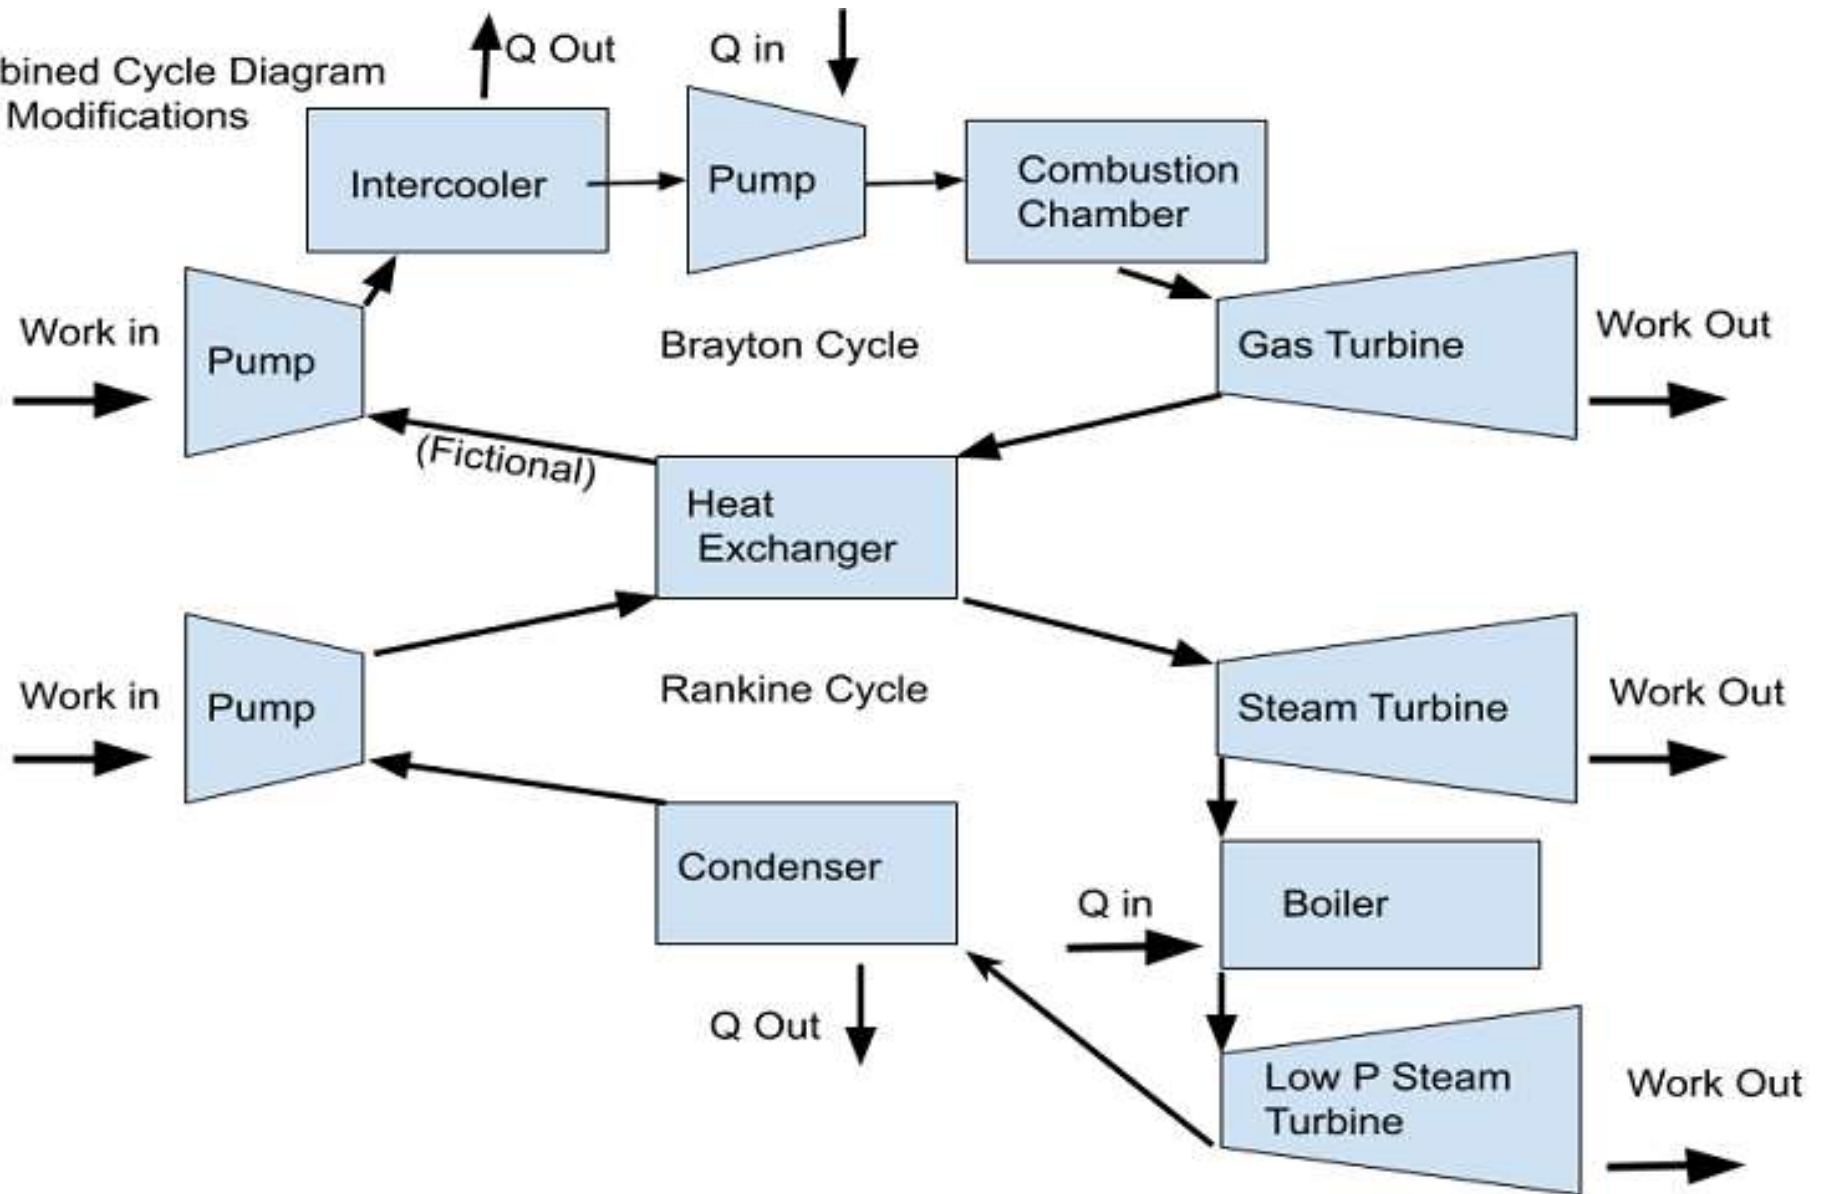 bined Cycle Diagram
Modifications
Q Out
Q in
Intercooler
Pump
Combustion
Chamber
Work in
Pump
Brayton Cycle
Gas Turbine
Work Out
(Fictional)
Heat
Exchanger
Work in
Pump
Rankine Cycle
Steam Turbine
Work Out
Condenser
Q in
Boiler
Q Out
Low P Steam
Turbine
Work Out